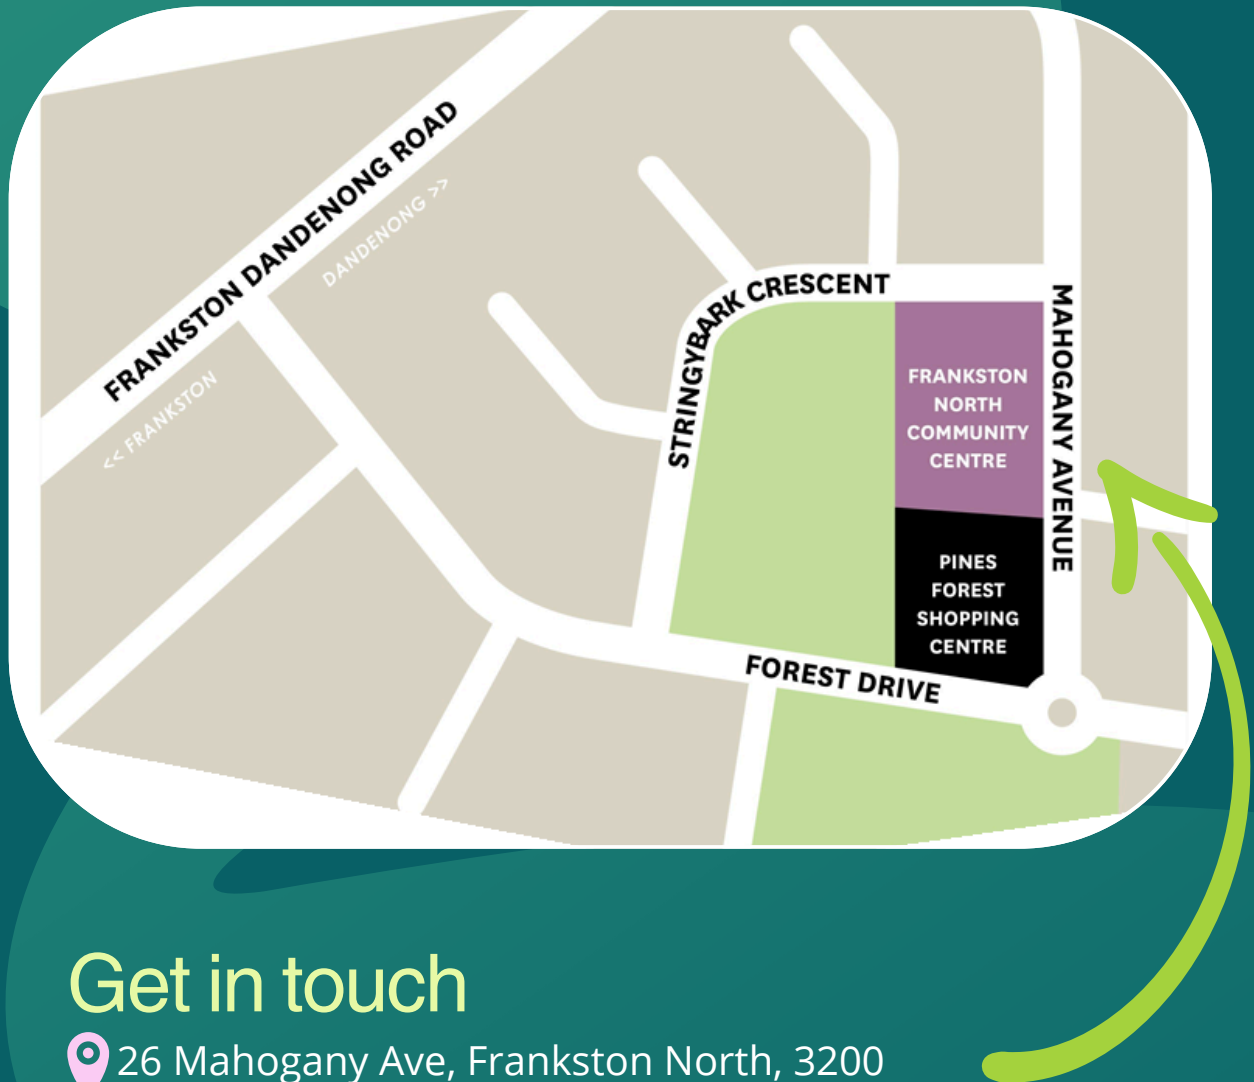 FRANKSTON DANDENONG ROAD
DANDENONG >>
<< FRANKSTON
STRINGYBARK CRESCENT
MAHOGANY AVENUE
FRANKSTON
NORTH
COMMUNITY
CENTRE
PINES
FOREST
SHOPPING
CENTRE
FOREST DRIVE
Get in touch
26 Mahogany Ave, Frankston North, 3200